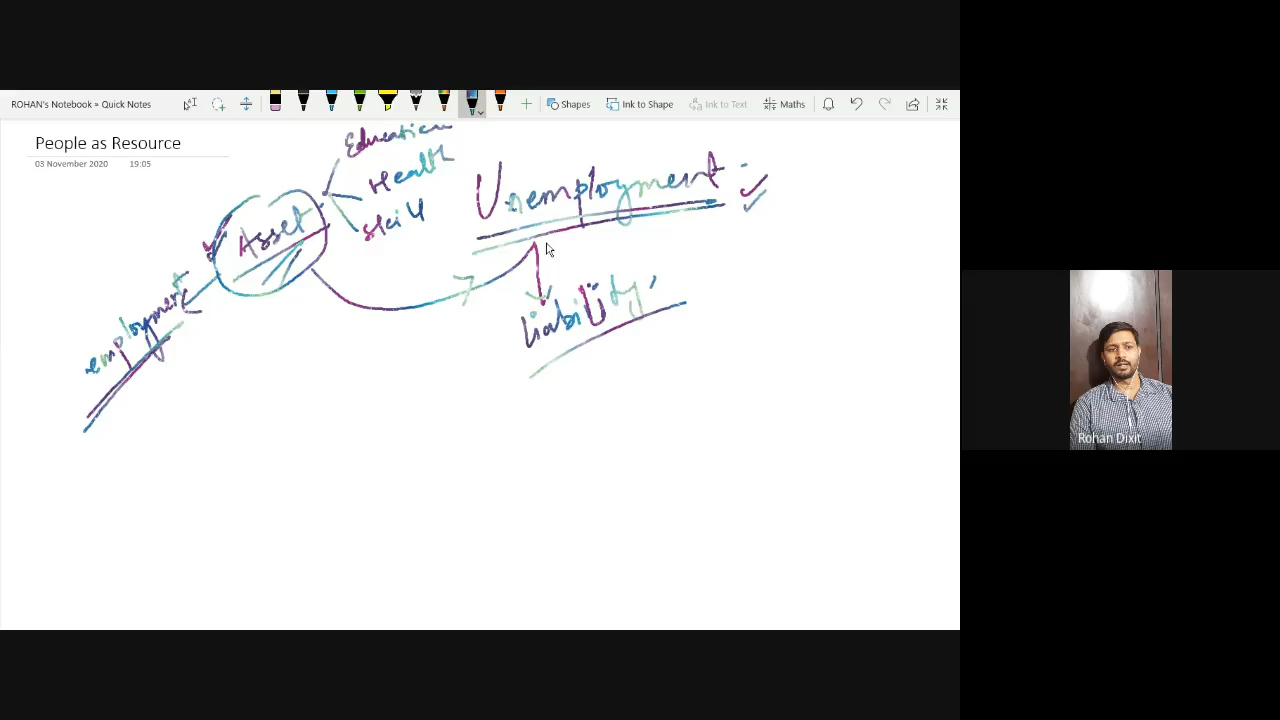 ROHAN's Notebook » Quick Notes
Shapes
Ink to Shape
Ink to Text
Maths
People as Resource
03 November 2020 19:05
Education
Health
Skill
Asset
employment
Unemployment :
liability
Rohan Dixit